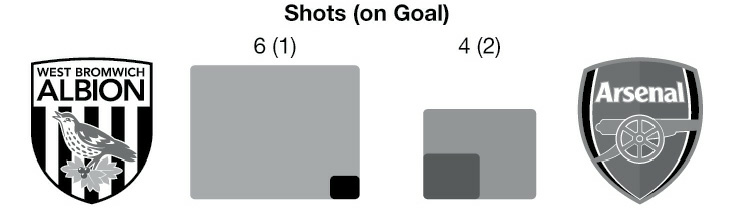 Shots (on Goal)
6 (1)
4 (2)
WEST BROMWICH
ALBION
Arsenal